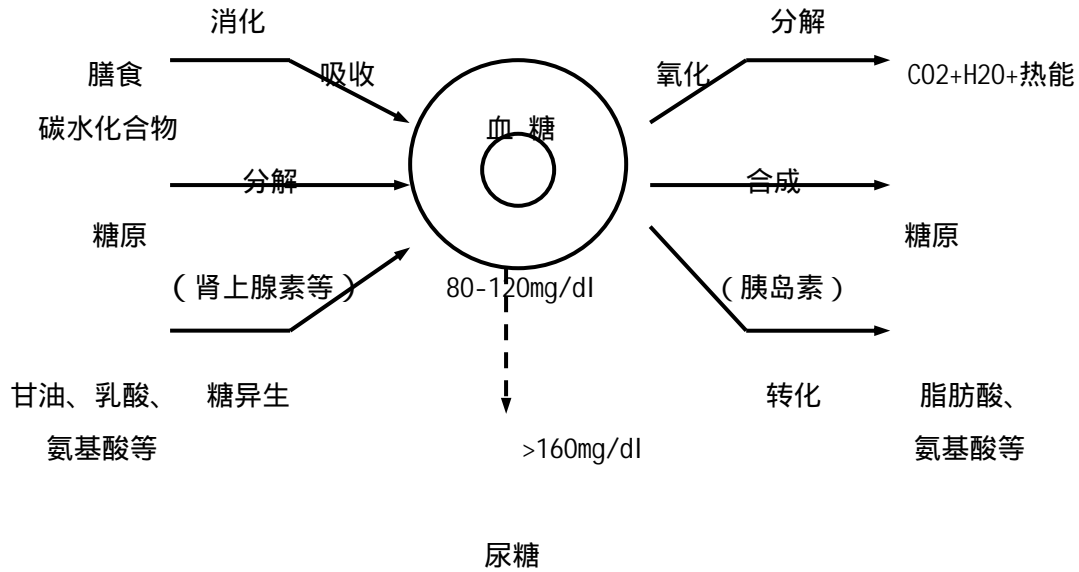 消化 分解
膳食 吸收 氧化 CO2+H2O+热能
碳水化合物 血 糖
分解 合成
糖原 糖原
（肾上腺素等） 80-120mg/dl （胰岛素）
甘油、乳酸、 糖异生 转化 脂肪酸、
氨基酸等 >160mg/dl 氨基酸等
尿糖